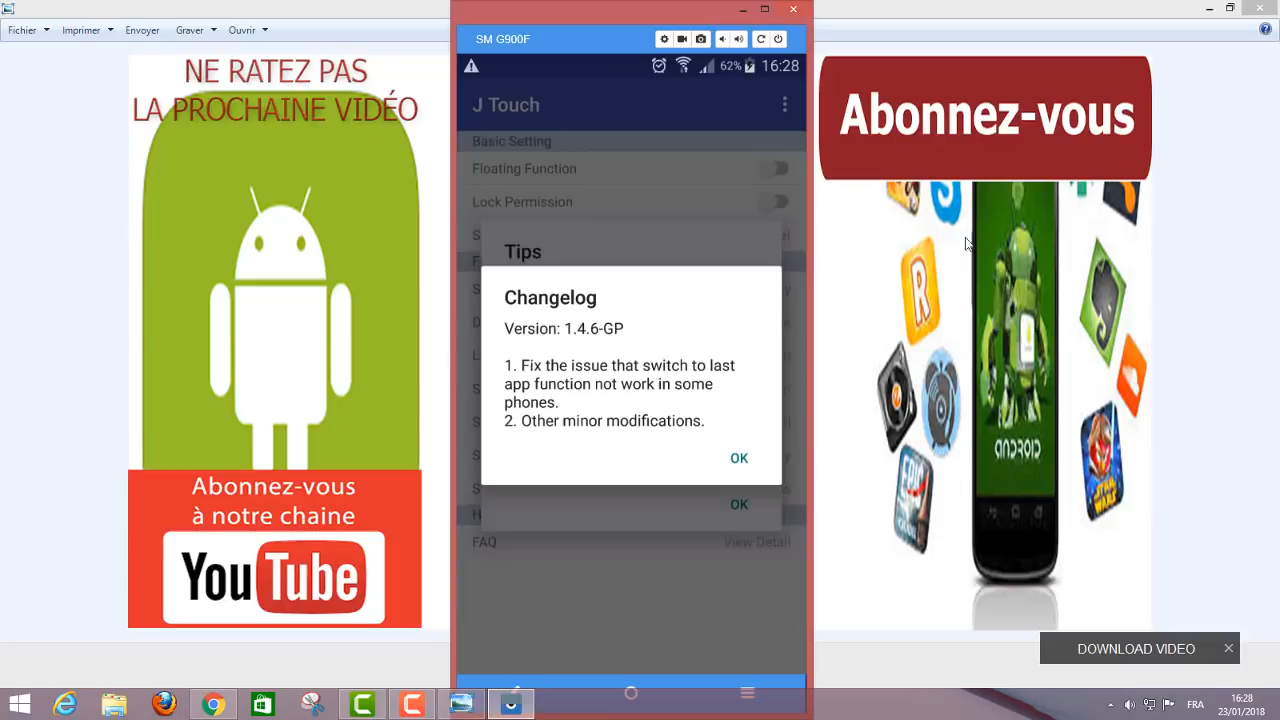 Fichier
Imprimer
Envoyer
Graver
Ouvrir
NE RATEZ PAS
LA PROCHAINE VIDÉO
Abonnez-vous
à notre chaine
YouTube
SM G900F
62%
16:28
J Touch
Basic Setting
Floating Function
Lock Permission
Tips
Changelog
Version: 1.4.6-GP
1. Fix the issue that switch to last
app function not work in some
phones.
2. Other minor modifications.
OK
OK
FAQ
View Detail
Abonnez-vous
ANDROID
STAR
WARS
DOWNLOAD VIDEO
FRA
16:28
23/01/2018